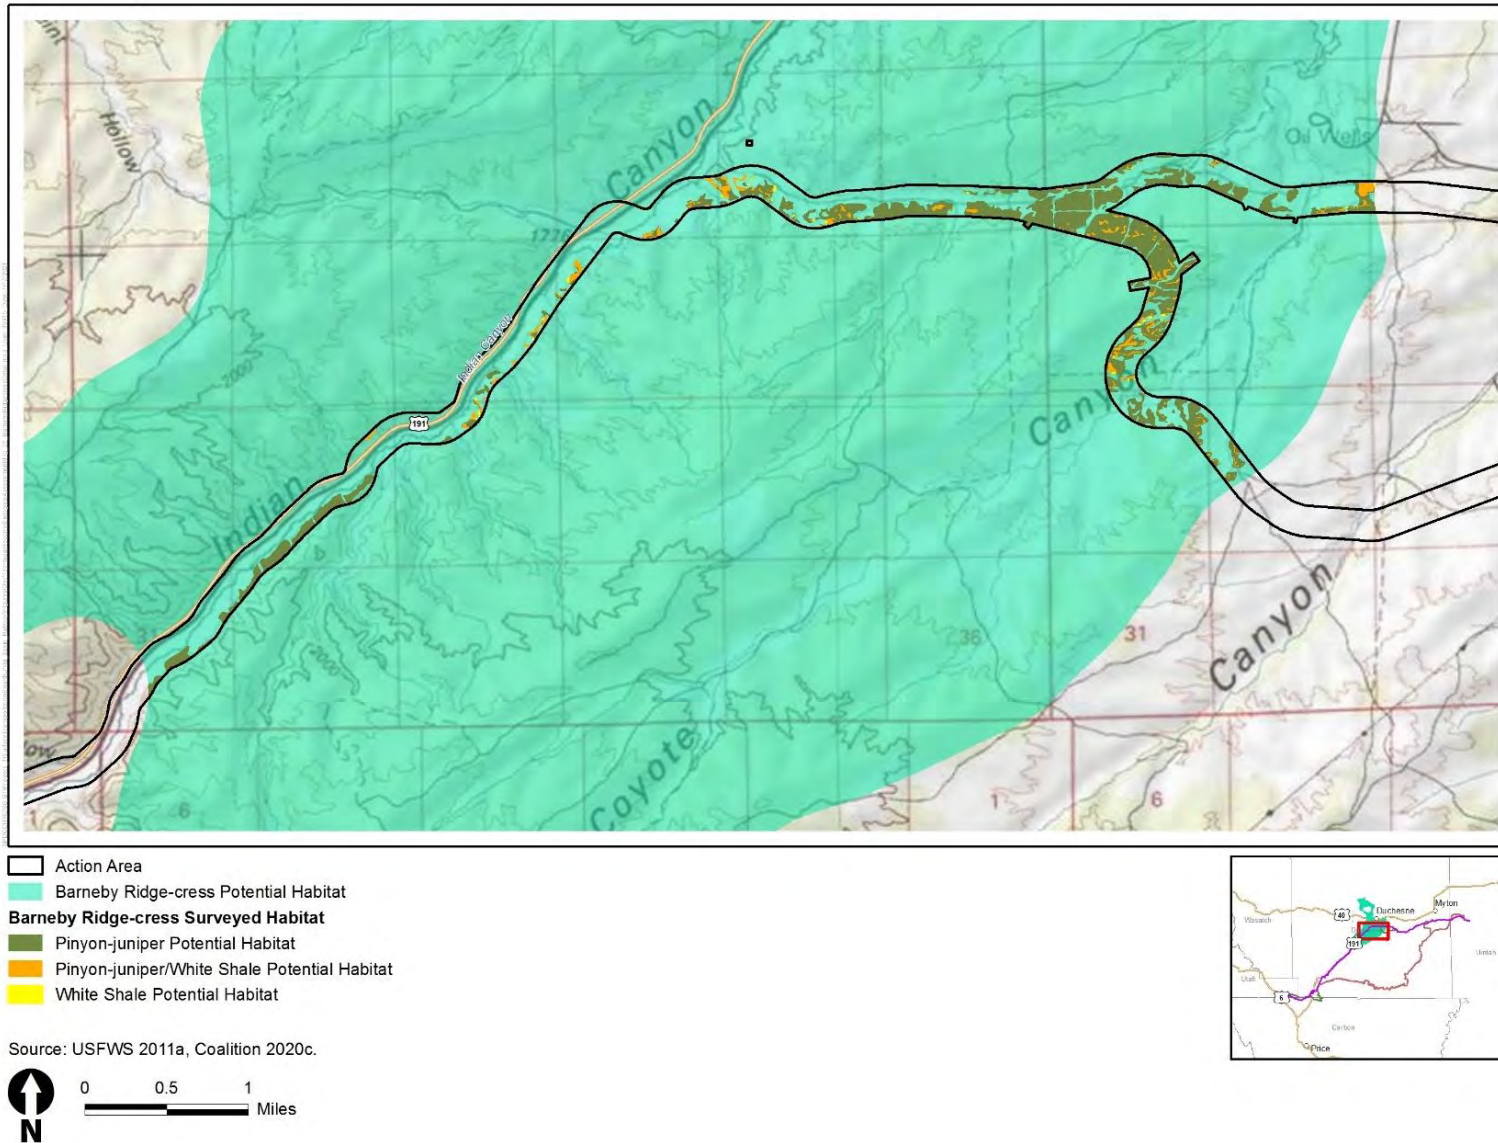 Hollow
Canyon
Oil Wells
Indian Canyon
191
Canyon
2000
Indian
Canyon
2000
36
31
Coyote
6
1
6
1
Action Area
Barneby Ridge-cress Potential Habitat
Barneby Ridge-cress Surveyed Habitat
Pinyon-juniper Potential Habitat
Pinyon-juniper/White Shale Potential Habitat
White Shale Potential Habitat
Source: USFWS 2011a, Coalition 2020c.
0 0.5 1
Miles
N
Wasatch
40
Duchesne
Myton
191
Uintah
Utah
6
Carbon
Price